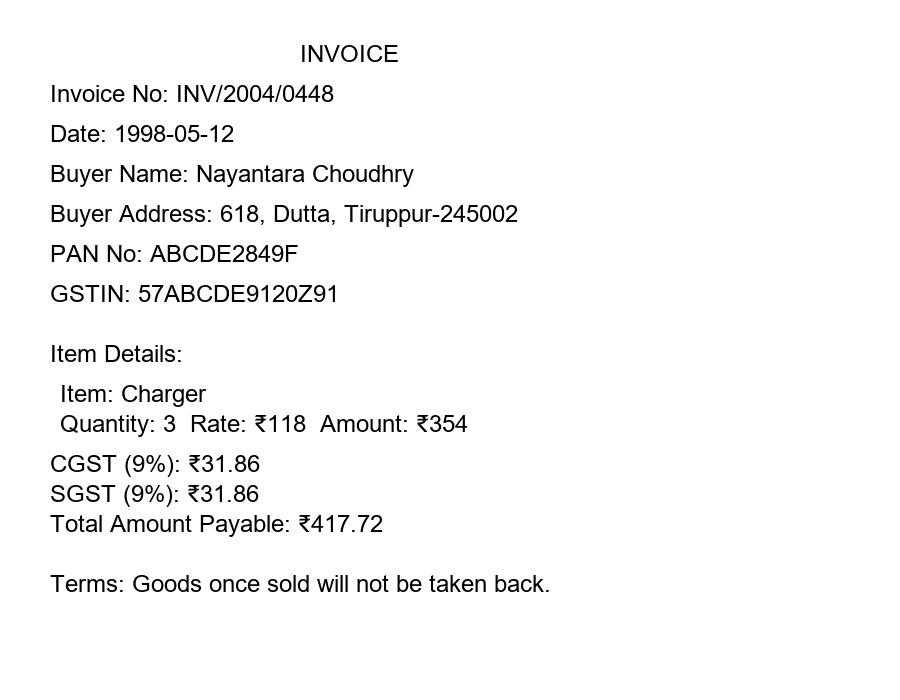 INVOICE
Invoice No: INV/2004/0448
Date: 1998-05-12
Buyer Name: Nayantara Choudhry
Buyer Address: 618, Dutta, Tiruppur-245002
PAN No: ABCDE2849F
GSTIN: 57ABCDE9120Z91
Item Details:
Item: Charger
Quantity: 3  Rate: ₹118  Amount: ₹354
CGST (9%): ₹31.86
SGST (9%): ₹31.86
Total Amount Payable: ₹417.72
Terms: Goods once sold will not be taken back.